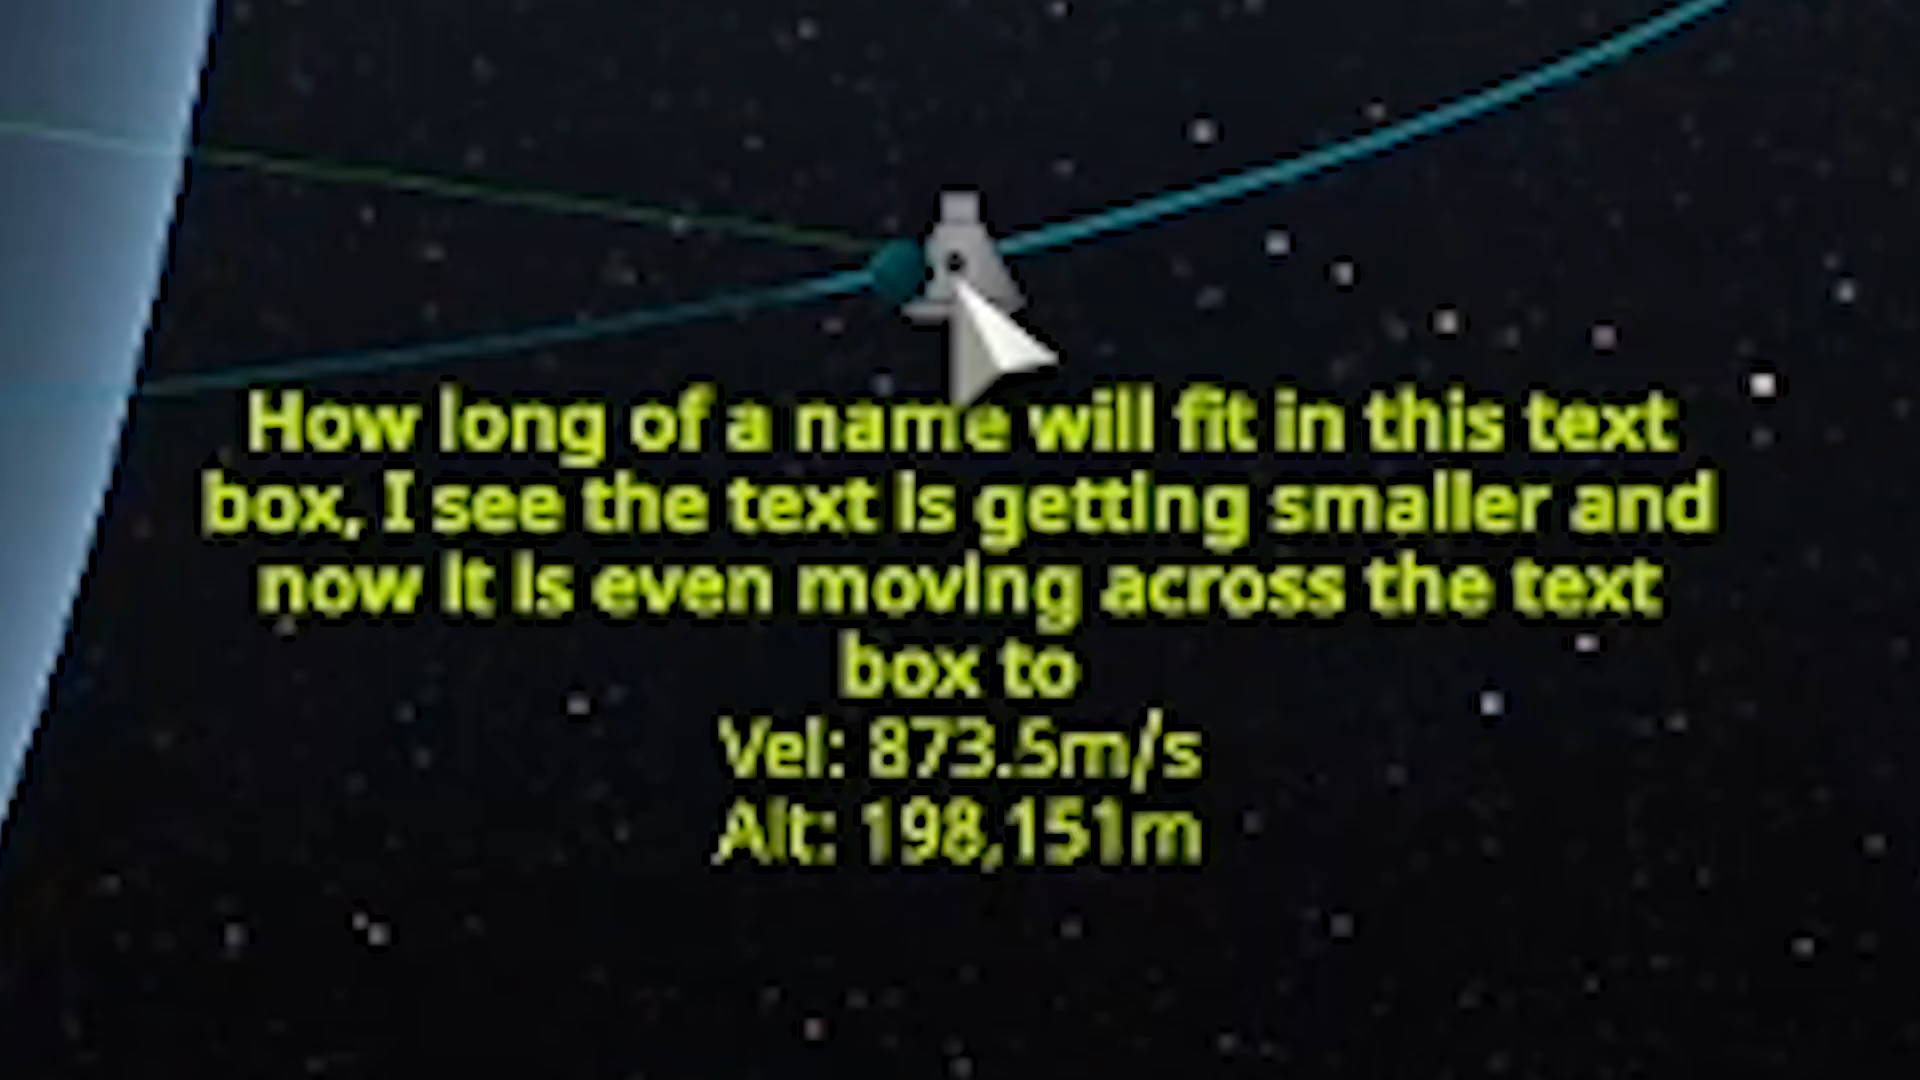 How long of a name will fit in this text
box, I see the text is getting smaller and
now it is even moving across the text
box to
Vel: 873.5m/s
Alt: 198,151m